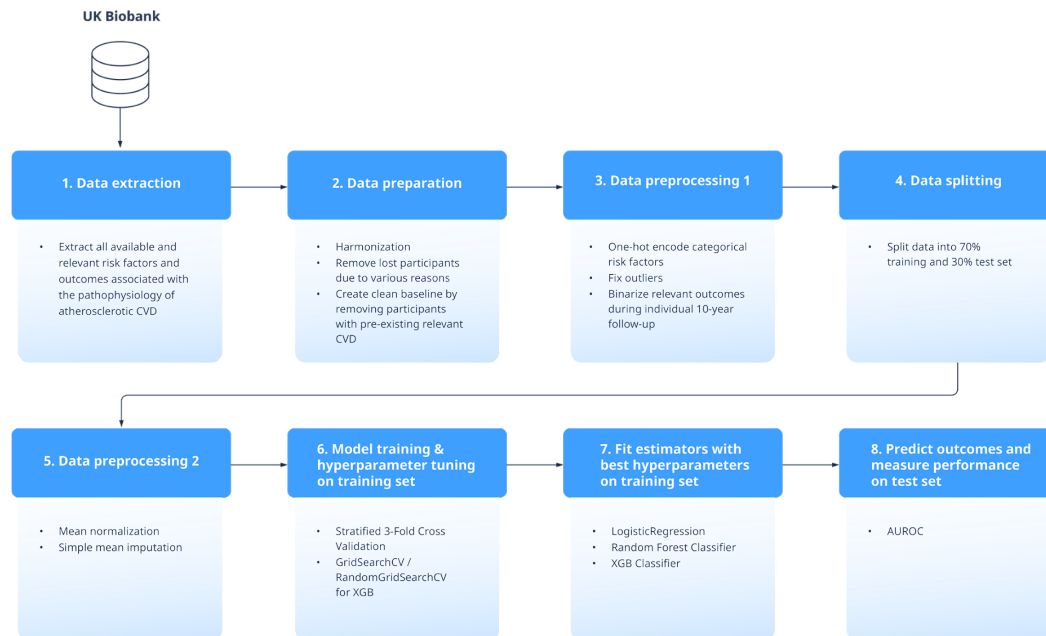 UK Biobank
1. Data extraction
• Extract all available and
relevant risk factors and
outcomes associated with
the pathophysiology of
atherosclerotic CVD
2. Data preparation
• Harmonization
• Remove lost participants
due to various reasons
• Create clean baseline by
removing participants
with pre-existing relevant
CVD
3. Data preprocessing 1
• One-hot encode categorical
risk factors
• Fix outliers
• Binarize relevant outcomes
during individual 10-year
follow-up
4. Data splitting
• Split data into 70%
training and 30% test set
5. Data preprocessing 2
• Mean normalization
• Simple mean imputation
6. Model training &
hyperparameter tuning
on training set
• Stratified 3-Fold Cross
Validation
• GridSearchCV /
RandomGridSearchCV
for XGB
7. Fit estimators with
best hyperparameters
on training set
• LogisticRegression
• Random Forest Classifier
• XGB Classifier
8. Predict outcomes and
measure performance
on test set
• AUROC